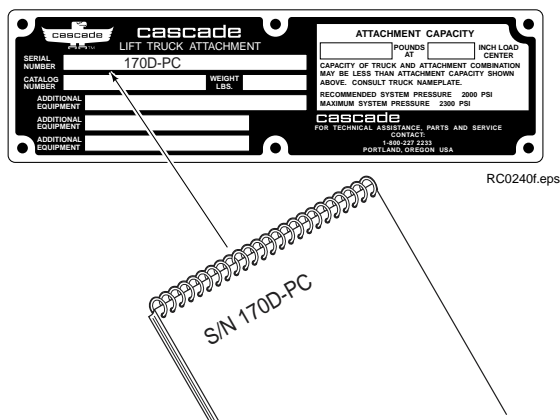 cascade
cascade
LIFT TRUCK ATTACHMENT
SERIAL NUMBER 170D-PC
CATALOG NUMBER
WEIGHT LBS.
ADDITIONAL EQUIPMENT
ADDITIONAL EQUIPMENT
ADDITIONAL EQUIPMENT
ATTACHMENT CAPACITY
POUNDS AT
INCH LOAD CENTER
CAPACITY OF TRUCK AND ATTACHMENT COMBINATION
MAY BE LESS THAN ATTACHMENT CAPACITY SHOWN
ABOVE. CONSULT TRUCK NAMEPLATE.
RECOMMENDED SYSTEM PRESSURE 2000 PSI
MAXIMUM SYSTEM PRESSURE 2300 PSI
cascade
FOR TECHNICAL ASSISTANCE, PARTS AND SERVICE
CONTACT:
1-800-227 2233
PORTLAND, OREGON USA
RC0240f.eps
S/N 170D-PC